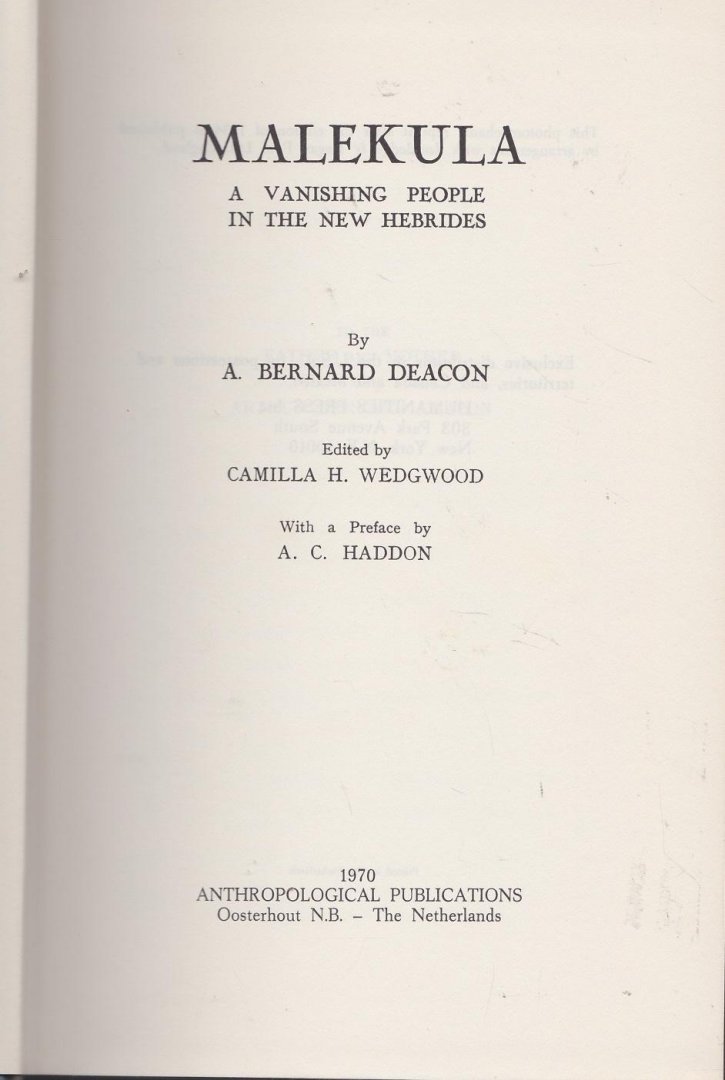 MALEKULA
A VANISHING PEOPLE
IN THE NEW HEBRIDES
By
A. BERNARD DEACON
Edited by
CAMILLA H. WEDGWOOD
With a Preface by
A. C. HADDON
1970
ANTHROPOLOGICAL PUBLICATIONS
Oosterhout N.B. – The Netherlands